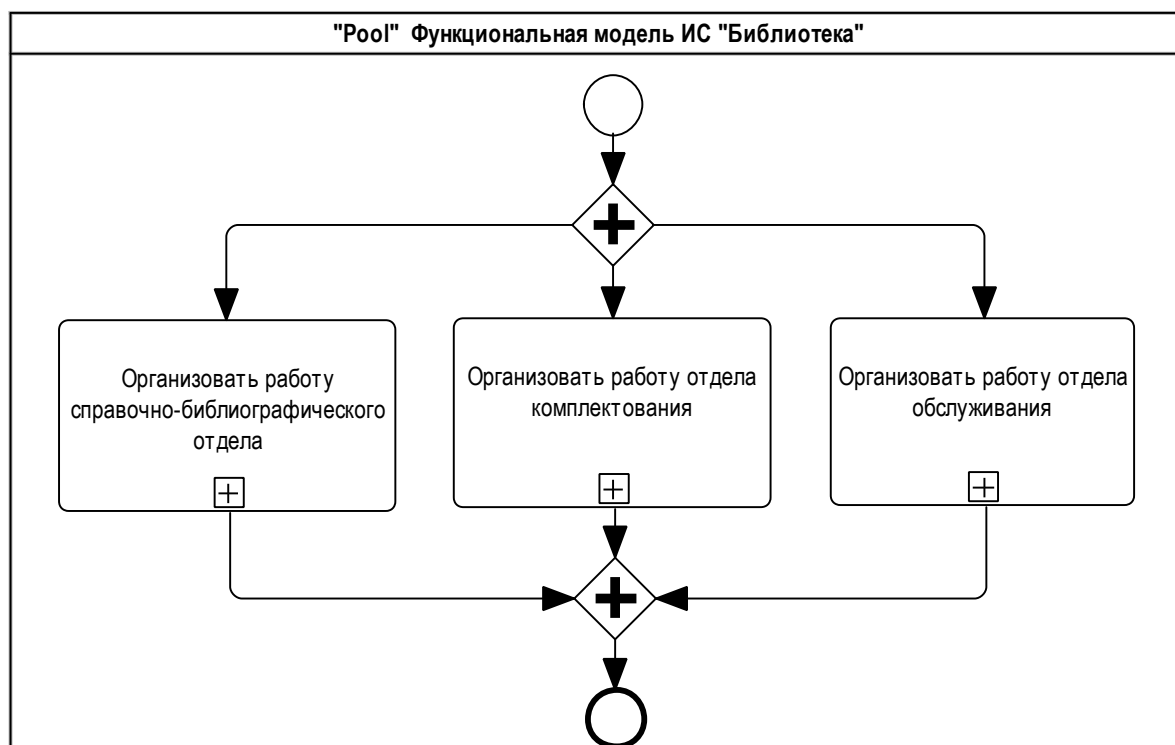 "Pool" Функциональная модель ИС "Библиотека"
Организовать работу
справочно-библиографического
отдела
Организовать работу отдела
комплектования
Организовать работу отдела
обслуживания